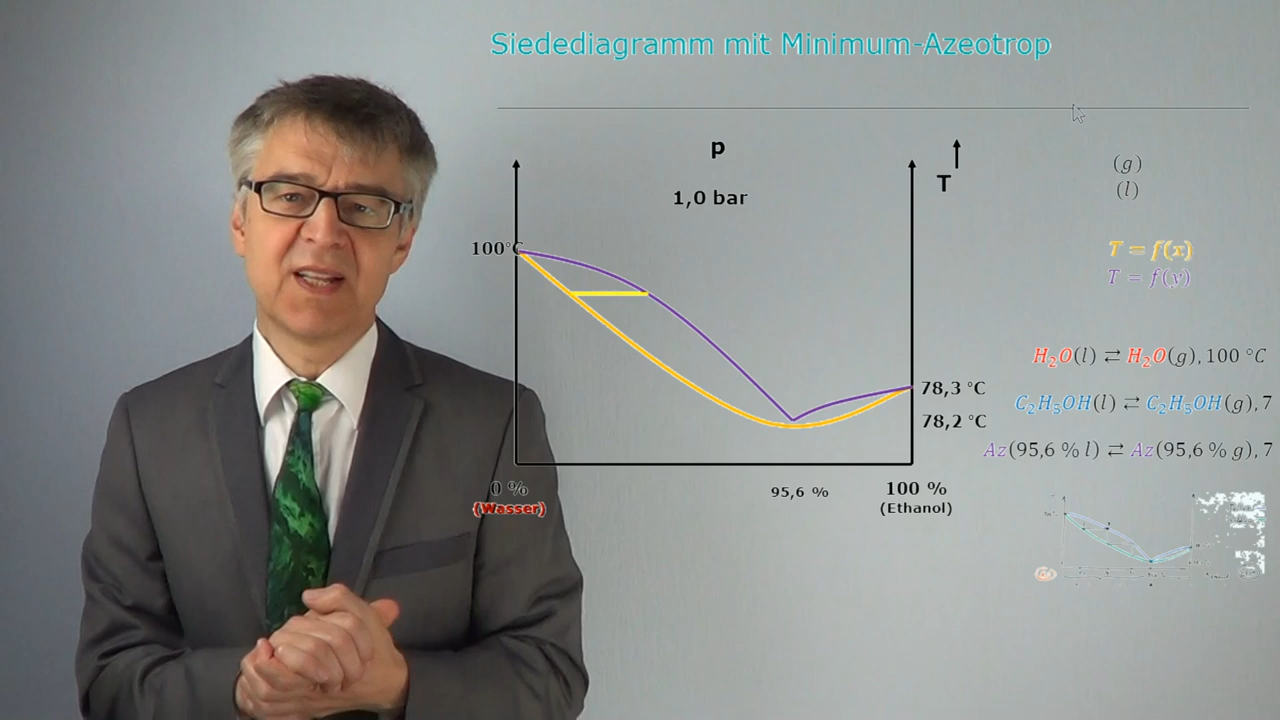 Siedediagramm mit Minimum-Azeotrop
p
1,0 bar
T
100°C
78,3 °C
78,2 °C
0 %
(Wasser)
95,6 %
100 %
(Ethanol)
(g)
(l)
T = f(x)
T = f(y)
H₂O(l) ⇄ H₂O(g), 100 °C
C₂H₅OH(l) ⇄ C₂H₅OH(g), 7
Az(95,6 % l) ⇄ Az(95,6 % g), 7